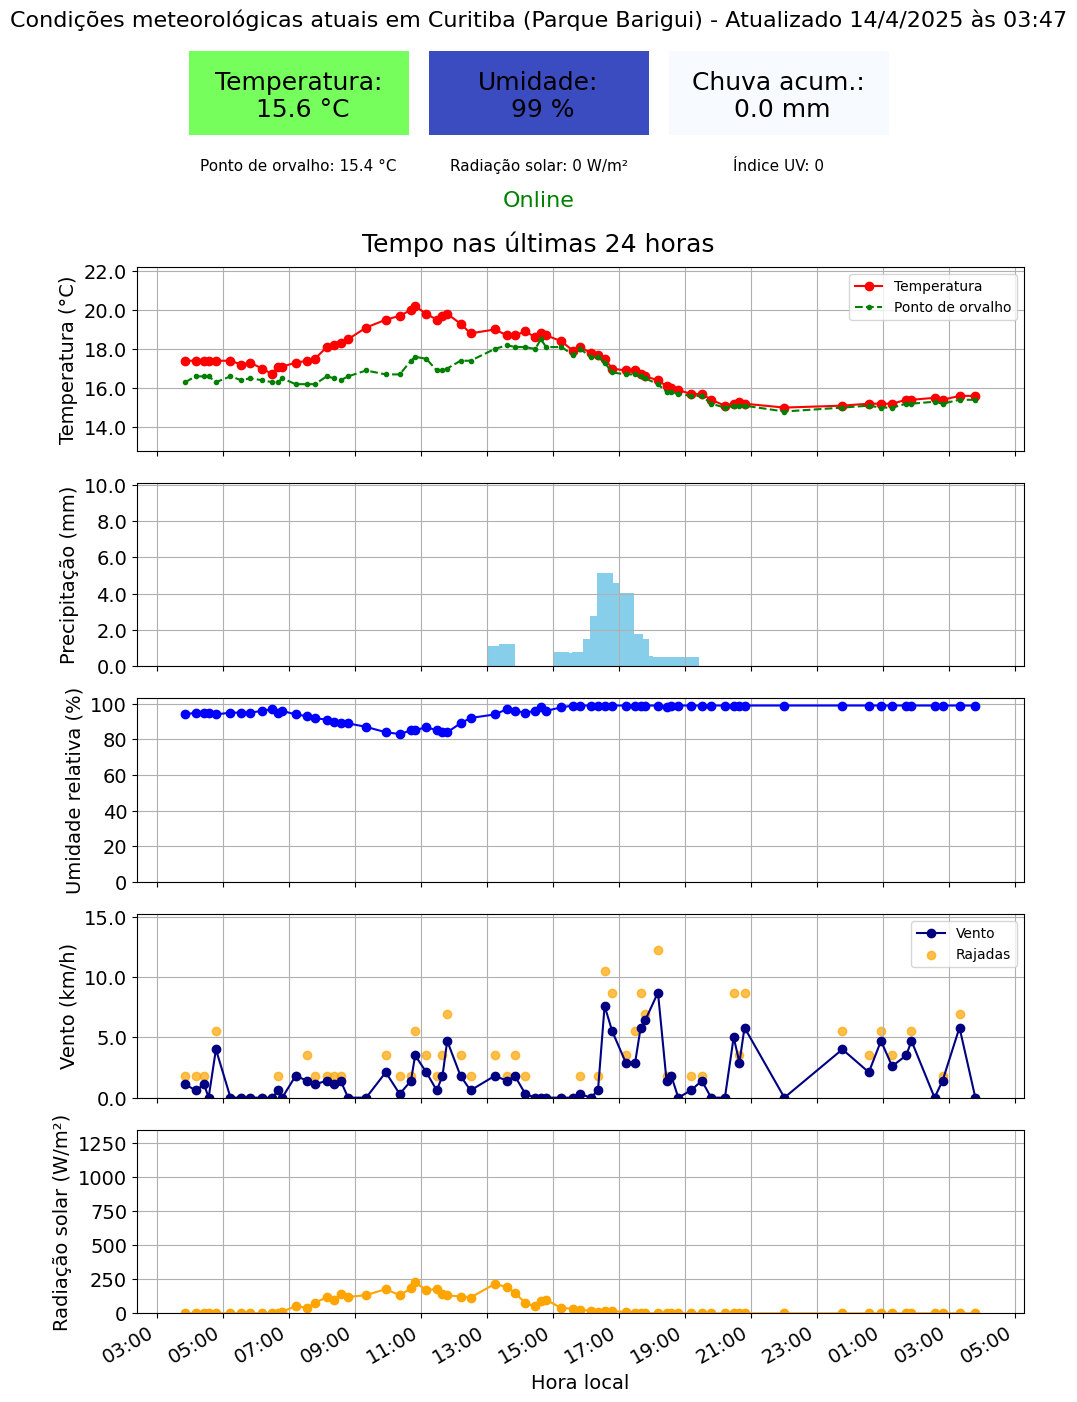 Condições meteorológicas atuais em Curitiba (Parque Barigui) - Atualizado 14/4/2025 às 03:47
Temperatura:
15.6 °C
Umidade:
99 %
Chuva acum.:
0.0 mm
Ponto de orvalho: 15.4 °C
Radiação solar: 0 W/m²
Índice UV: 0
Online
Tempo nas últimas 24 horas
Temperatura (°C)
22.0
20.0
18.0
16.0
14.0
Temperatura
Ponto de orvalho
Precipitação (mm)
10.0
8.0
6.0
4.0
2.0
0.0
Umidade relativa (%)
100
80
60
40
20
0
Vento (km/h)
15.0
10.0
5.0
0.0
Vento
Rajadas
Radiação solar (W/m²)
1250
1000
750
500
250
0
03:00
05:00
07:00
09:00
11:00
13:00
15:00
17:00
19:00
21:00
23:00
01:00
03:00
05:00
Hora local